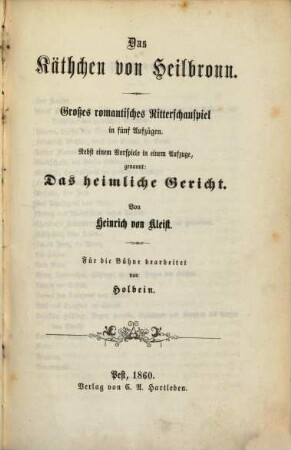 Das
Käthchen von Heilbronn.
Großes romantisches Ritterschauspiel
in fünf Aufzügen.
Nebst einem Vorspiele in einem Aufzuge,
genannt:
Das heimliche Gericht.
Von
Heinrich von Kleist.
Für die Bühne bearbeitet
von
Holbein.
Pest, 1860.
Verlag von C. A. Hartleben.